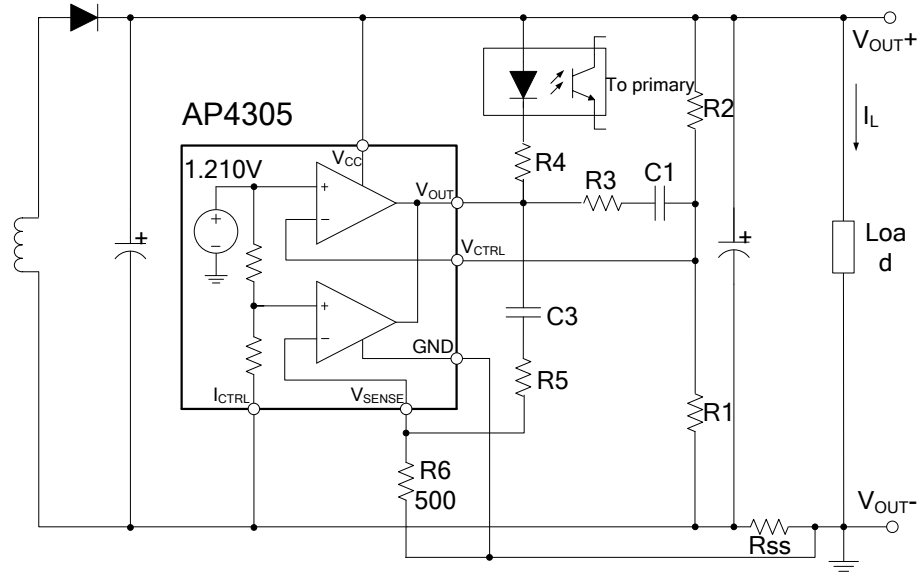 VOUT+
To primary
R2
IL
AP4305
VCC
R4
1.210V
R3
C1
+
+
−
VOUT
+
−
VCTRL
+
+
Loa
d
+
−
C3
GND
R5
ICTRL
VSENSE
R1
R6
500
VOUT-
Rss